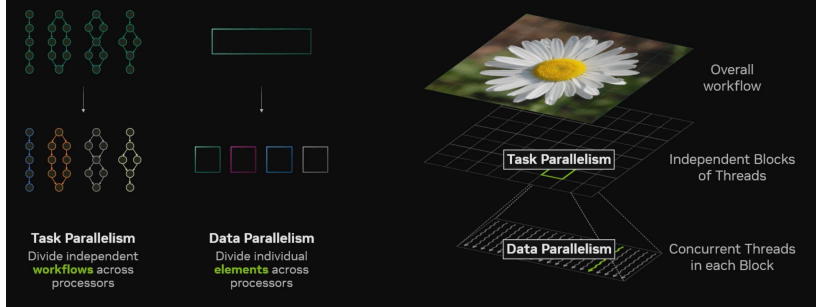 Task Parallelism
Divide independent
workflows across
processors
Data Parallelism
Divide individual
elements across
processors
Overall
workflow
Task Parallelism
Independent Blocks
of Threads
Data Parallelism
Concurrent Threads
in each Block